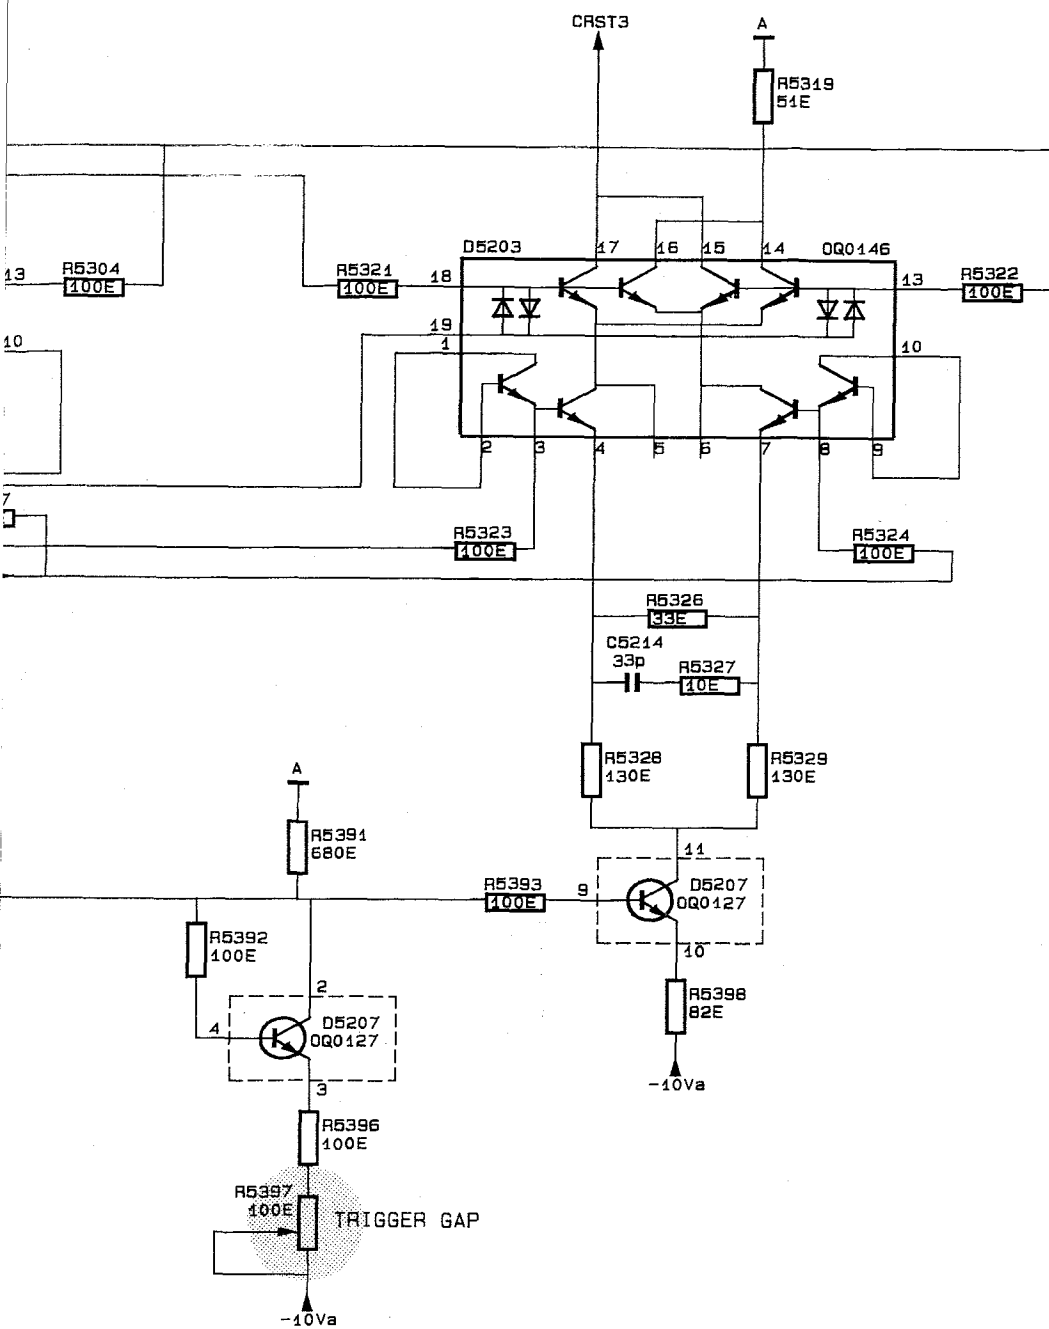 CRST3
A
R5319
51E
D5203
17
16
15
14
OQ0146
13
R5304
100E
R5321
100E
18
13
R5322
100E
19
10
1
10
2
3
4
5
6
7
8
9
7
R5323
100E
R5324
100E
R5326
33E
C5214
33p
R5327
10E
R5328
130E
R5329
130E
A
R5391
680E
11
R5393
100E
9
D5207
OQ0127
R5392
100E
10
2
R5398
82E
4
D5207
OQ0127
-10Va
3
R5396
100E
R5397
100E
TRIGGER GAP
-10Va